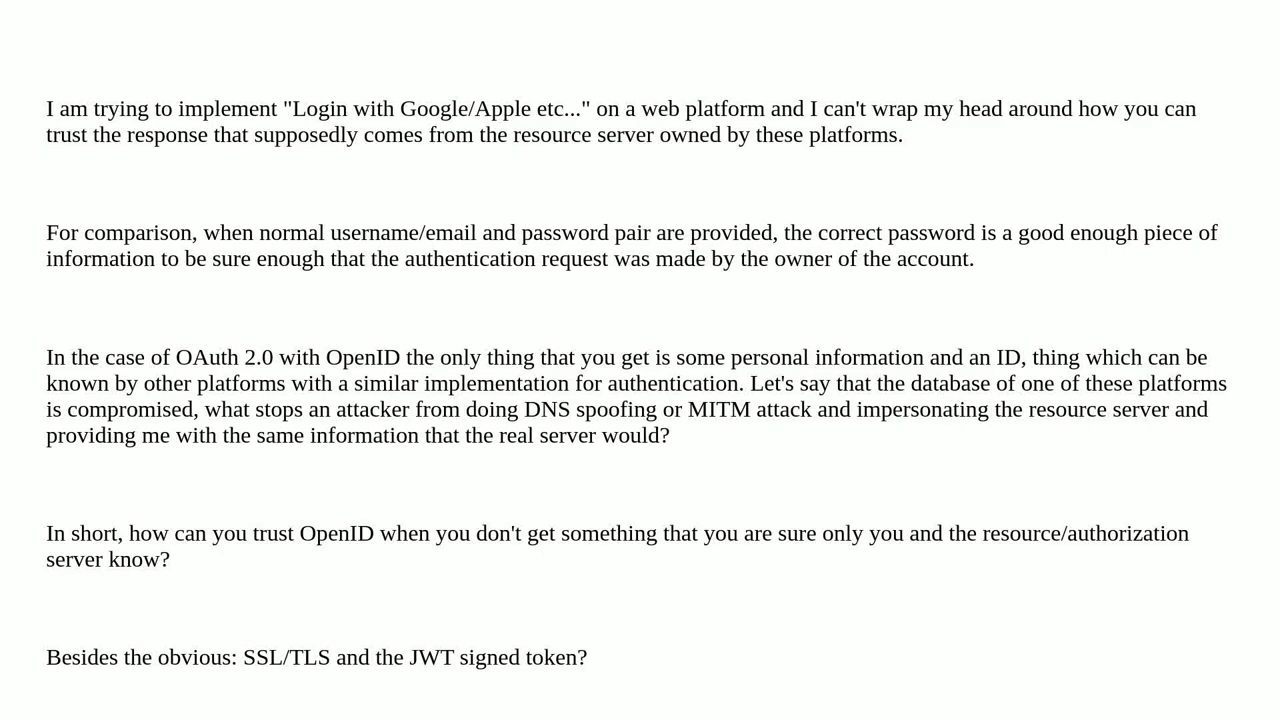 I am trying to implement "Login with Google/Apple etc..." on a web platform and I can't wrap my head around how you can
trust the response that supposedly comes from the resource server owned by these platforms.
For comparison, when normal username/email and password pair are provided, the correct password is a good enough piece of
information to be sure enough that the authentication request was made by the owner of the account.
In the case of OAuth 2.0 with OpenID the only thing that you get is some personal information and an ID, thing which can be
known by other platforms with a similar implementation for authentication. Let's say that the database of one of these platforms
is compromised, what stops an attacker from doing DNS spoofing or MITM attack and impersonating the resource server and
providing me with the same information that the real server would?
In short, how can you trust OpenID when you don't get something that you are sure only you and the resource/authorization
server know?
Besides the obvious: SSL/TLS and the JWT signed token?